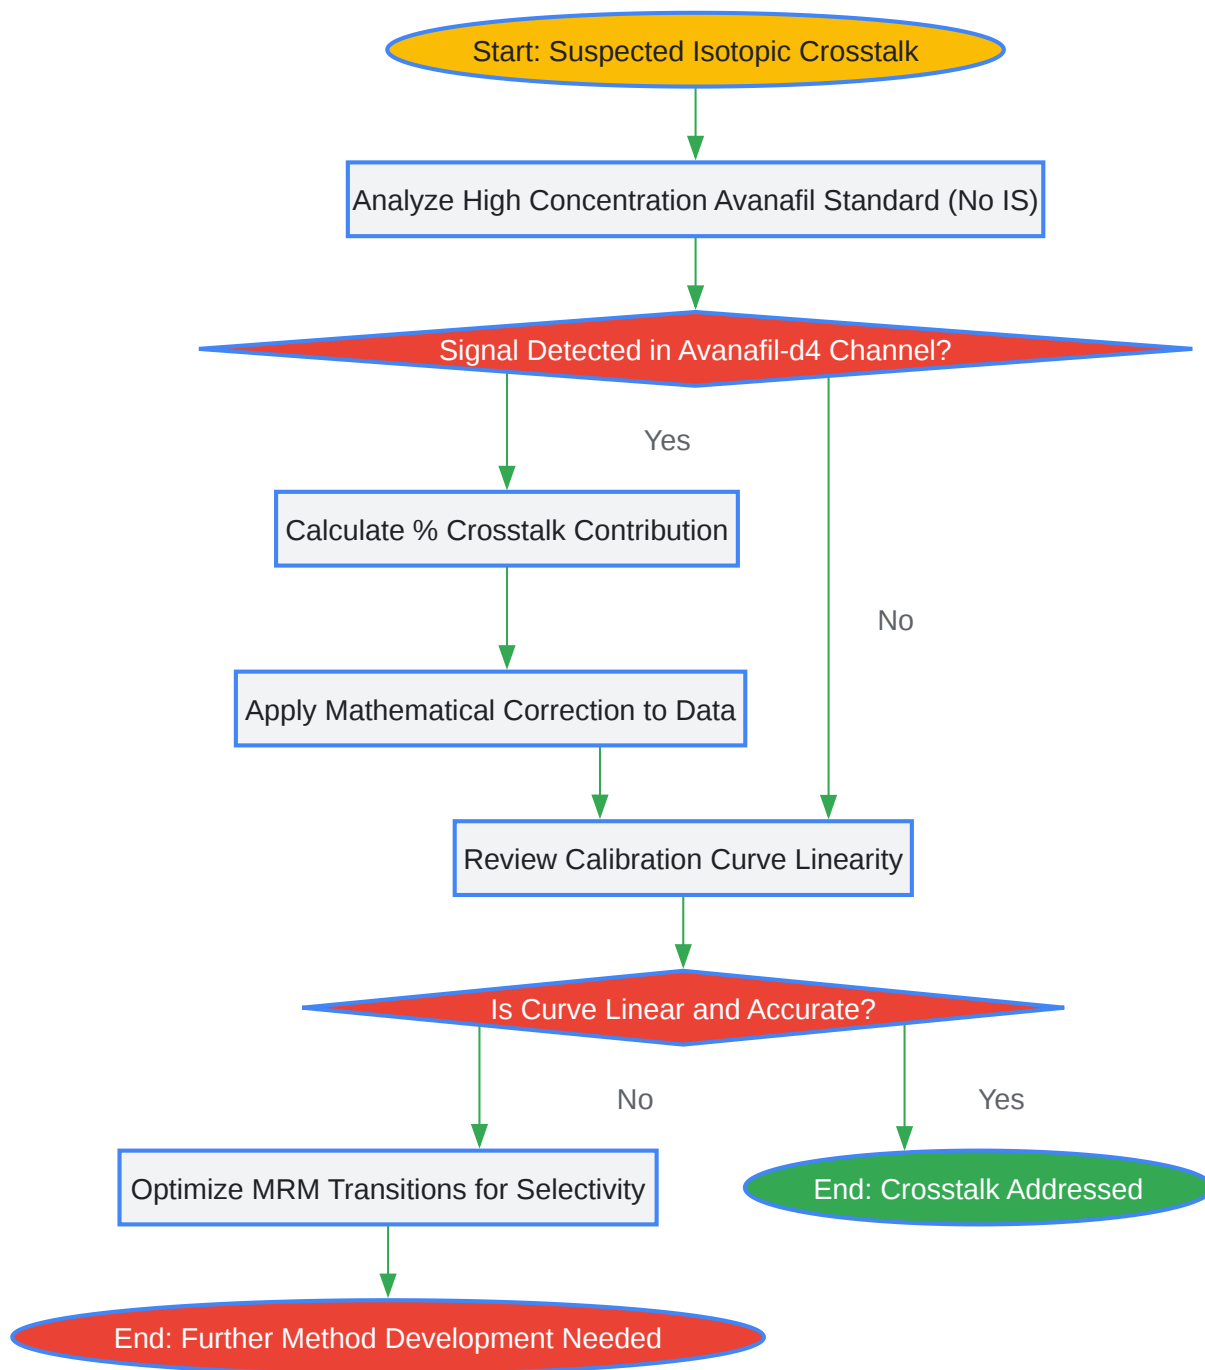 Start: Suspected Isotopic Crosstalk
Analyze High Concentration Avanafil Standard (No IS)
Signal Detected in Avanafil-d4 Channel?
Yes
Calculate % Crosstalk Contribution
No
Apply Mathematical Correction to Data
Review Calibration Curve Linearity
Is Curve Linear and Accurate?
No
Yes
Optimize MRM Transitions for Selectivity
End: Crosstalk Addressed
End: Further Method Development Needed